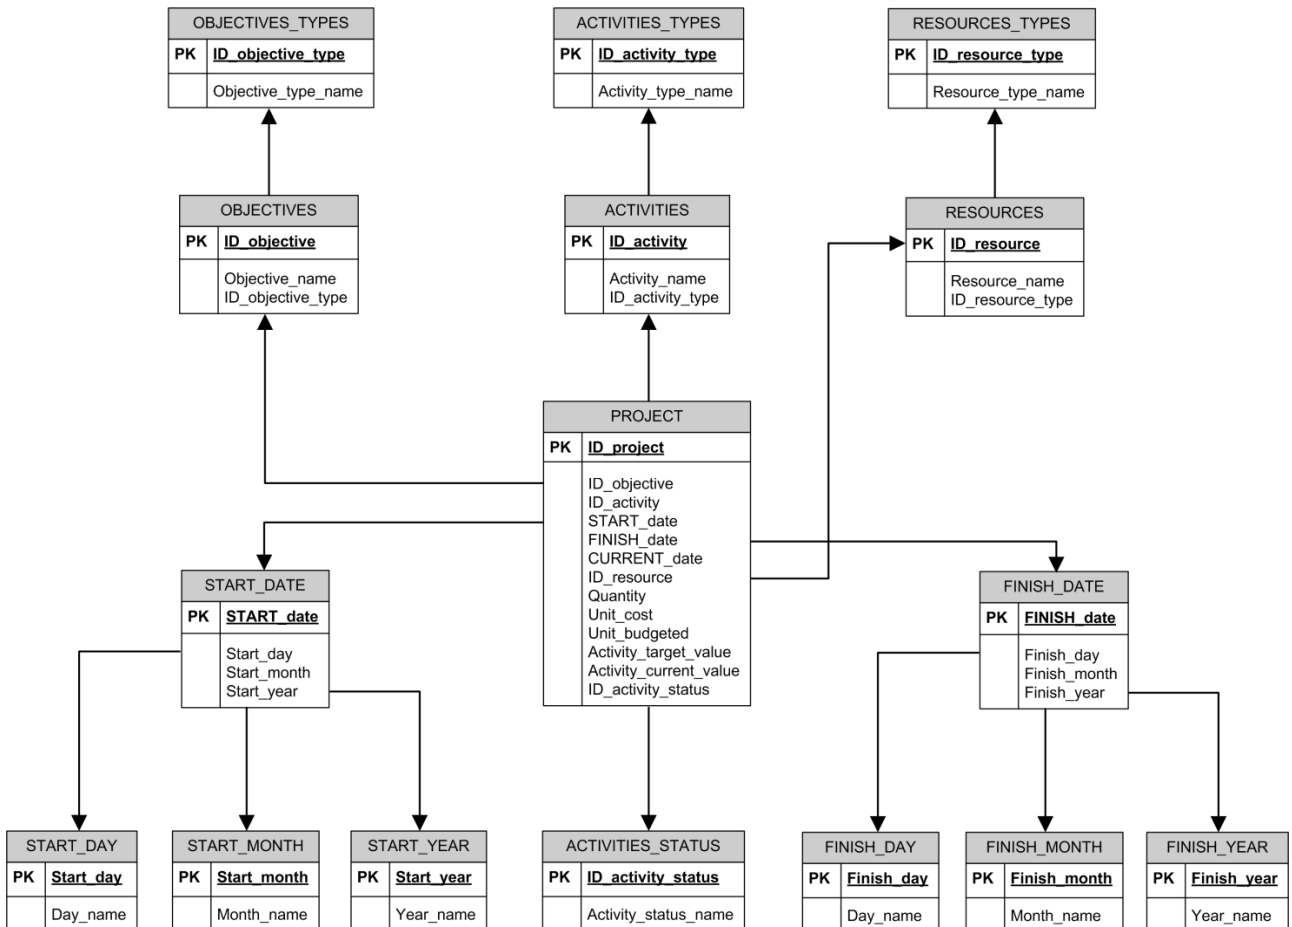 OBJECTIVES_TYPES
PK ID_objective_type
Objective_type_name
ACTIVITIES_TYPES
PK ID_activity_type
Activity_type_name
RESOURCES_TYPES
PK ID_resource_type
Resource_type_name
OBJECTIVES
PK ID_objective
Objective_name
ID_objective_type
ACTIVITIES
PK ID_activity
Activity_name
ID_activity_type
RESOURCES
PK ID_resource
Resource_name
ID_resource_type
PROJECT
PK ID_project
ID_objective
ID_activity
START_date
FINISH_date
CURRENT_date
ID_resource
Quantity
Unit_cost
Unit_budgeted
Activity_target_value
Activity_current_value
ID_activity_status
START_DATE
PK START_date
Start_day
Start_month
Start_year
FINISH_DATE
PK FINISH_date
Finish_day
Finish_month
Finish_year
START_DAY
PK Start_day
Day_name
START_MONTH
PK Start_month
Month_name
START_YEAR
PK Start_year
Year_name
ACTIVITIES_STATUS
PK ID_activity_status
Activity_status_name
FINISH_DAY
PK Finish_day
Day_name
FINISH_MONTH
PK Finish_month
Month_name
FINISH_YEAR
PK Finish_year
Year_name